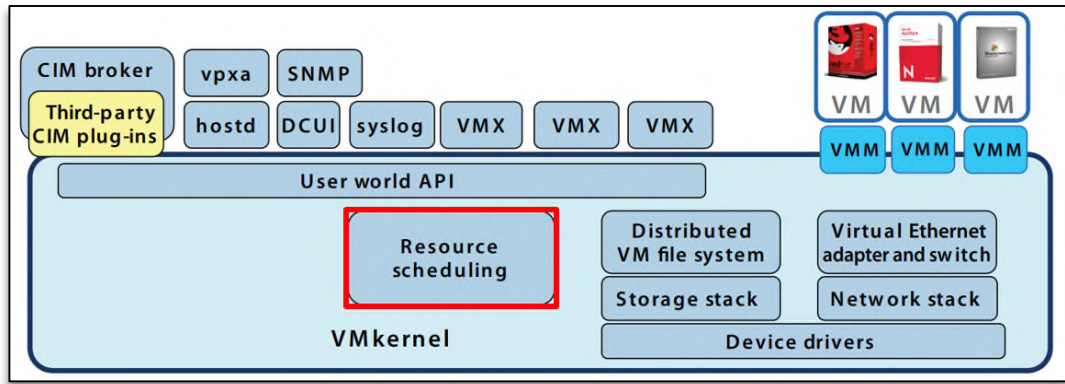 CIM broker
Third-party
CIM plug-ins
vpxa
SNMP
hostd
DCUI
syslog
VMX
VMX
VMX
redhat
N
VM
VM
VM
VMM
VMM
VMM
User world API
Resource
scheduling
Distributed
VM file system
Virtual Ethernet
adapter and switch
Storage stack
Network stack
VMkernel
Device drivers